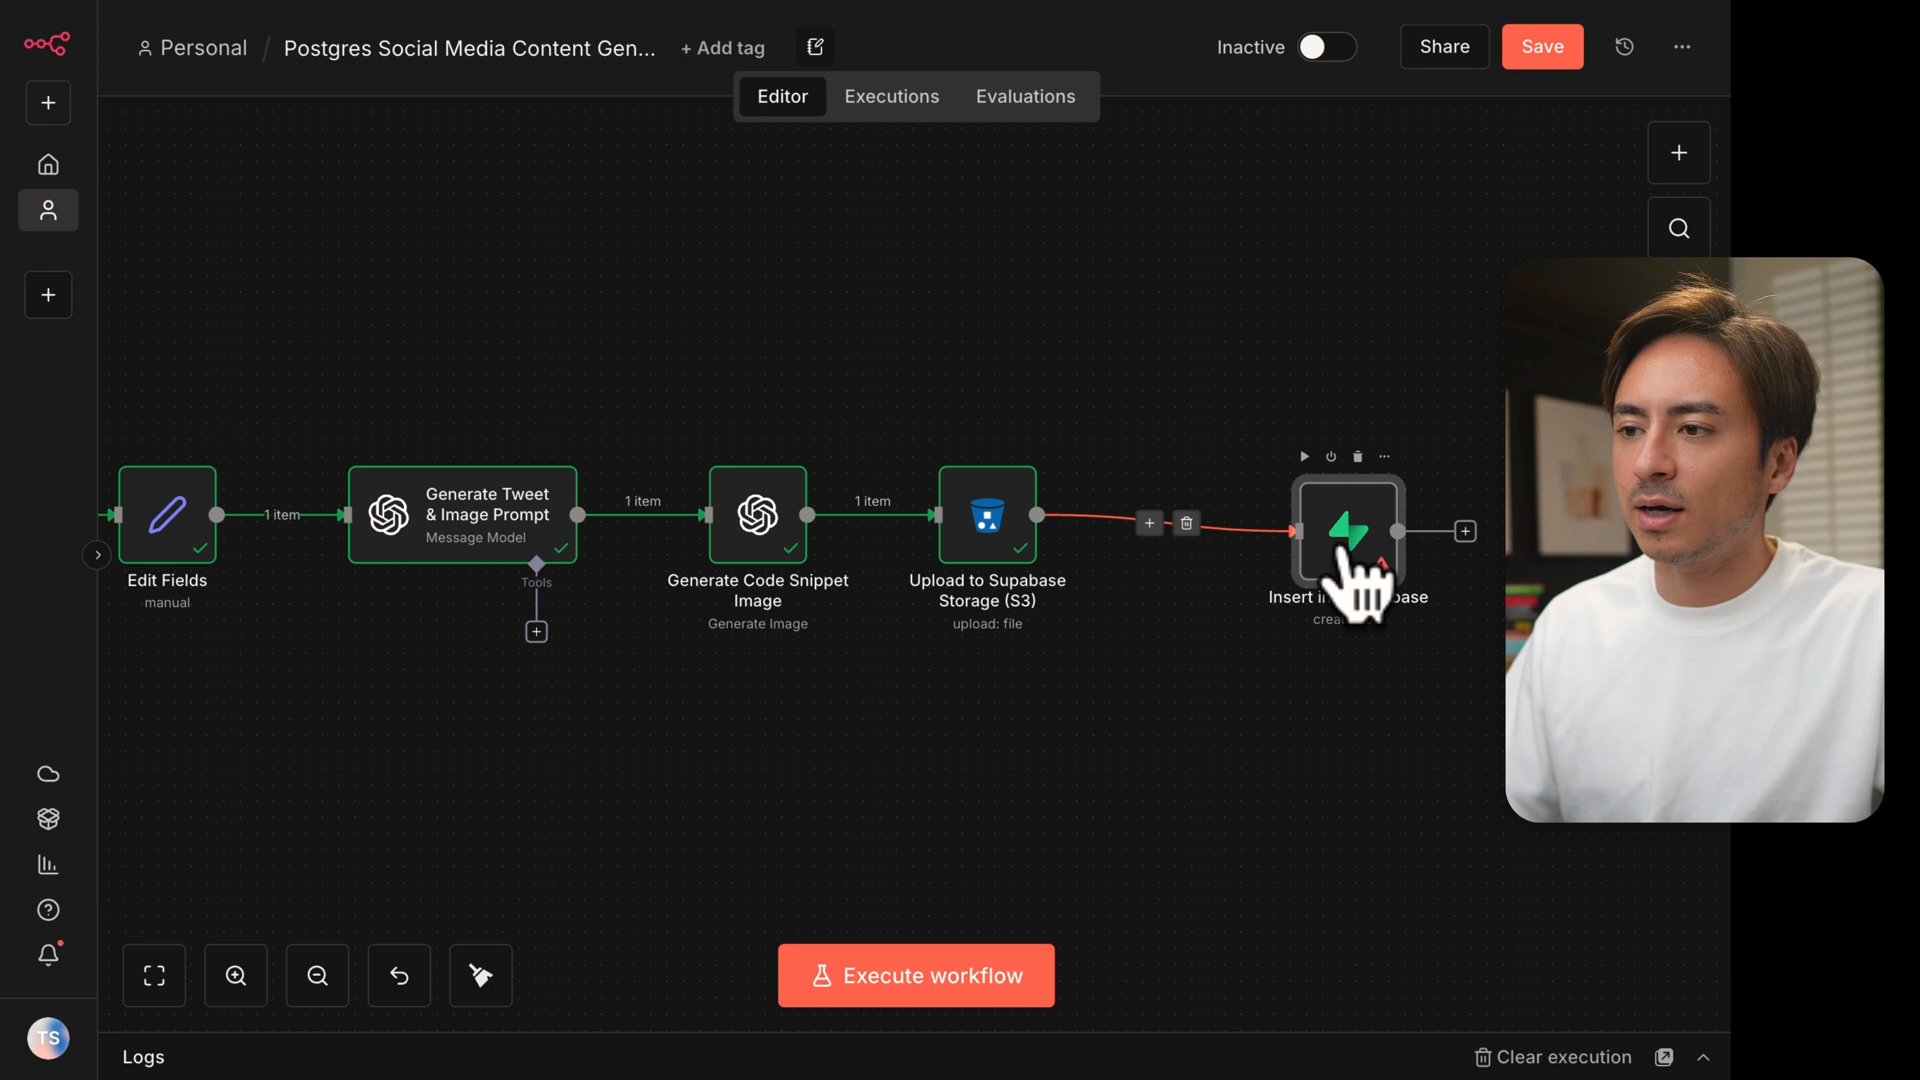 Personal / Postgres Social Media Content Gen... + Add tag
Inactive
Share
Save
Editor Executions Evaluations
1 item
1 item
1 item
Generate Tweet
& Image Prompt
Message Model
Tools
Edit Fields
manual
Generate Code Snippet
Image
Generate Image
Upload to Supabase
Storage (S3)
upload: file
Insert
Execute workflow
TS
Logs
Clear execution